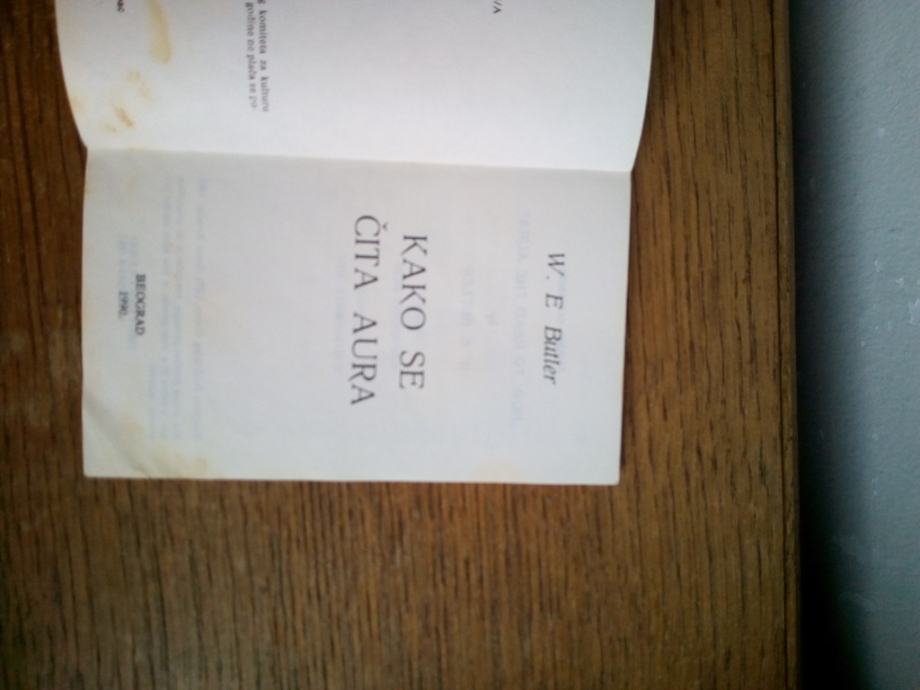 g komiteta za kulturu
godine ne plaća se po-
W. E Butler
KAKO SE
ČITA AURA
BEOGRAD
1990.